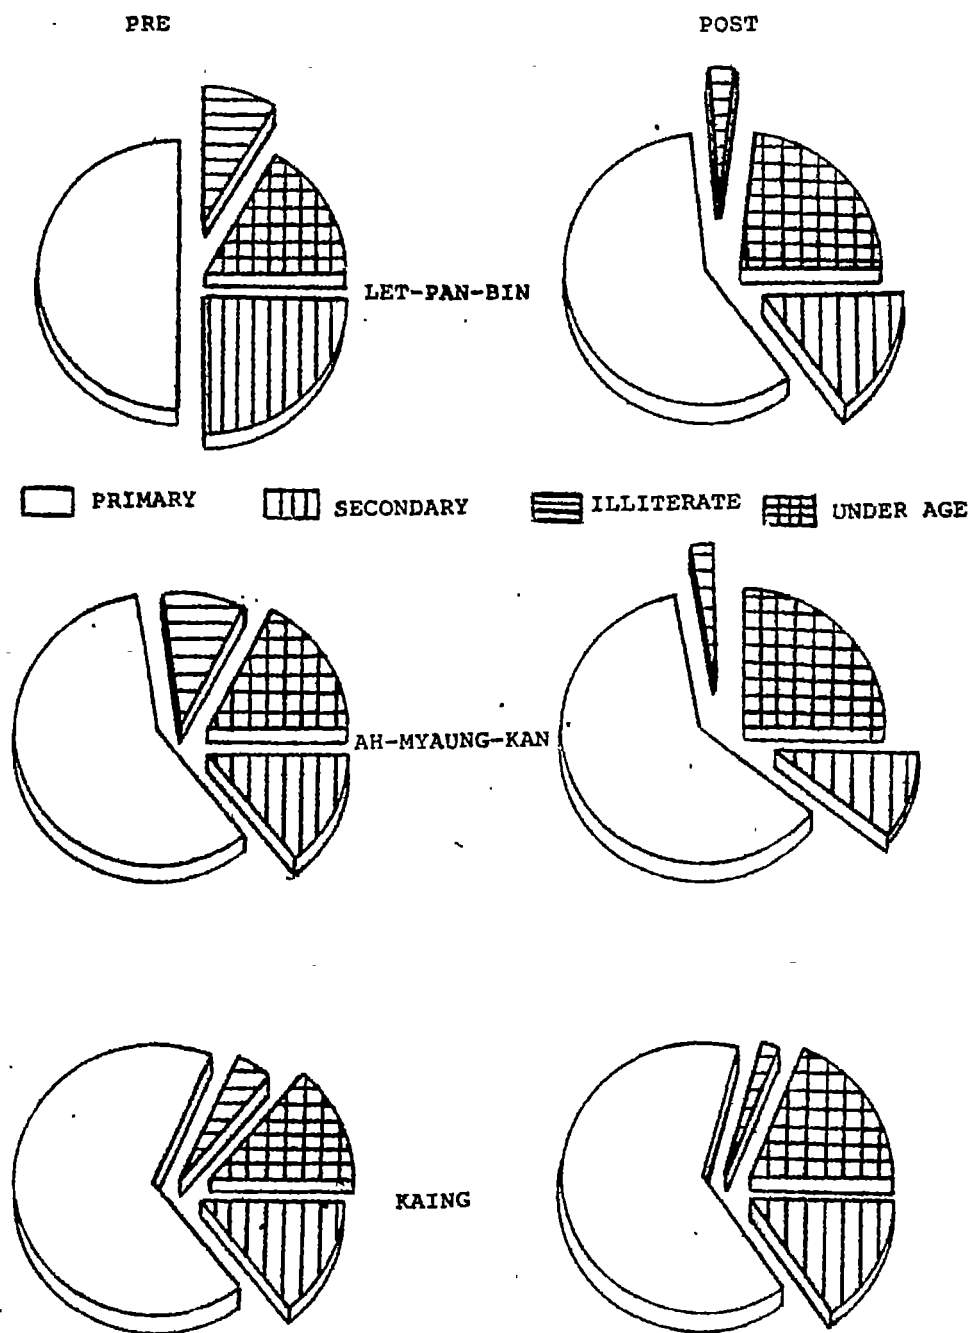 PRE POST
LET-PAN-BIN
PRIMARY SECONDARY ILLITERATE UNDER AGE
AH-MYAUNG-KAN
KAING